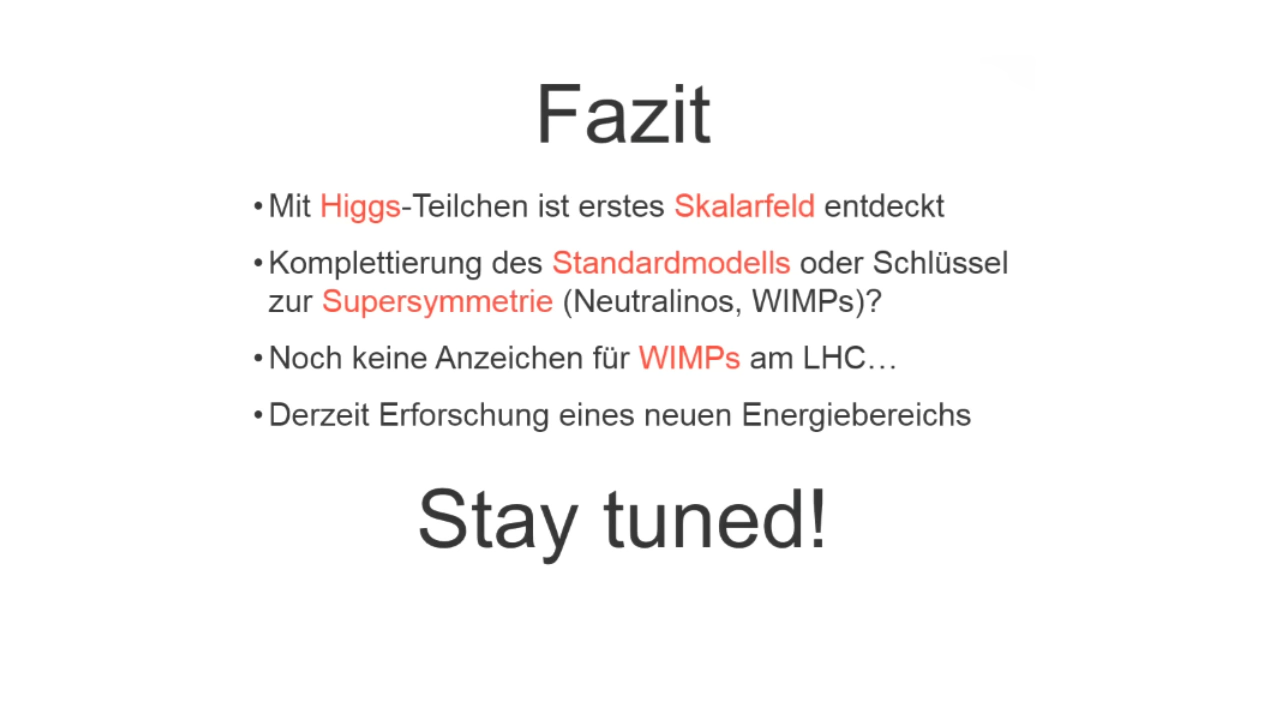 Fazit
•Mit Higgs-Teilchen ist erstes Skalarfeld entdeckt
•Komplettierung des Standardmodells oder Schlüssel
zur Supersymmetrie (Neutralinos, WIMPs)?
•Noch keine Anzeichen für WIMPs am LHC…
•Derzeit Erforschung eines neuen Energiebereichs
Stay tuned!